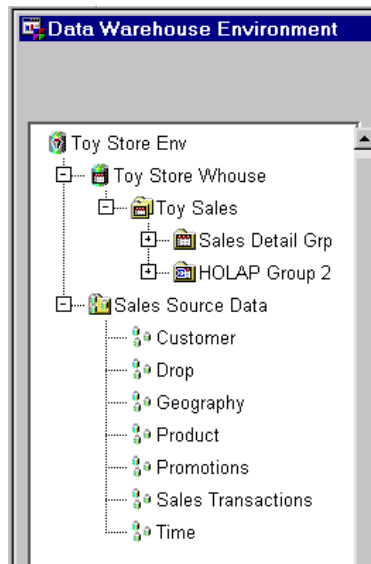 Data Warehouse Environment
Toy Store Env
Toy Store Whouse
Toy Sales
Sales Detail Grp
HOLAP Group 2
Sales Source Data
Customer
Drop
Geography
Product
Promotions
Sales Transactions
Time